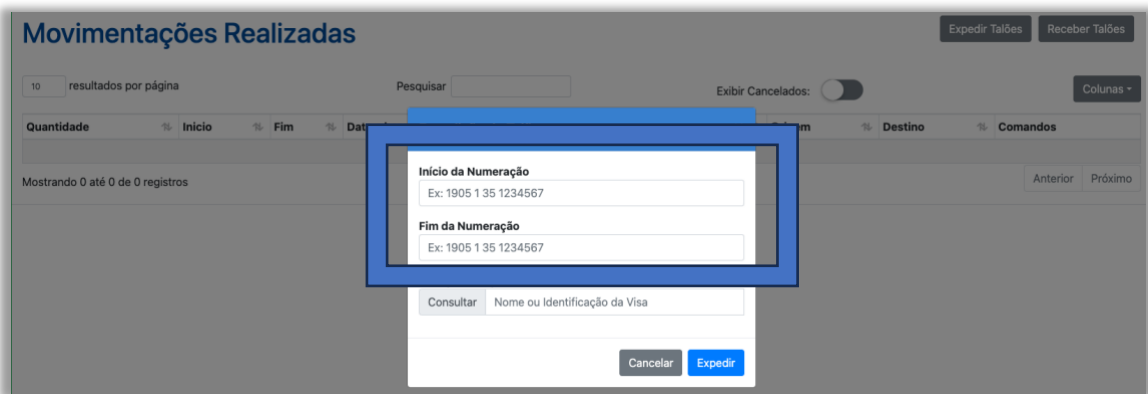 Movimentações Realizadas
Expedir Talões
Receber Talões
10 resultados por página
Pesquisar
Exibir Cancelados:
Colunas
Quantidade Inicio Fim Destino Comandos
Mostrando 0 até 0 de 0 registros
Anterior Próximo
Início da Numeração
Ex: 1905 1 35 1234567
Fim da Numeração
Ex: 1905 1 35 1234567
Consultar Nome ou Identificação da Visa
Cancelar Expedir